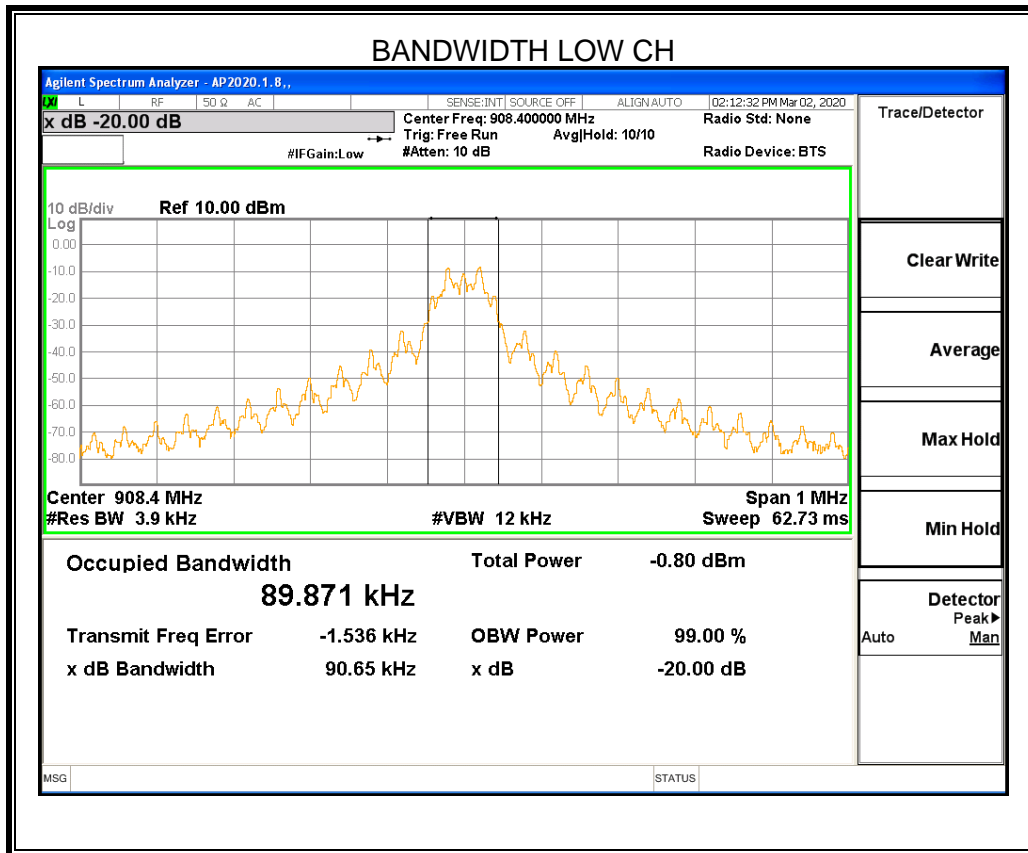 BANDWIDTH LOW CH
Agilent Spectrum Analyzer - AP2020.1.8,,
LXI L RF 50 Ω AC SENSE:INT SOURCE OFF ALIGN AUTO 02:12:32 PM Mar 02, 2020
x dB -20.00 dB
Center Freq: 908.400000 MHz
Radio Std: None
Trig: Free Run Avg|Hold: 10/10
#IFGain:Low
#Atten: 10 dB
Radio Device: BTS
Trace/Detector
10 dB/div Ref 10.00 dBm
Log
0.00
-10.0
-20.0
-30.0
-40.0
-50.0
-60.0
-70.0
-80.0
Center 908.4 MHz Span 1 MHz
#Res BW 3.9 kHz #VBW 12 kHz Sweep 62.73 ms
Clear Write
Average
Max Hold
Min Hold
Detector
Peak▶
Auto Man
Occupied Bandwidth Total Power -0.80 dBm
89.871 kHz
Transmit Freq Error -1.536 kHz OBW Power 99.00 %
x dB Bandwidth 90.65 kHz x dB -20.00 dB
MSG STATUS